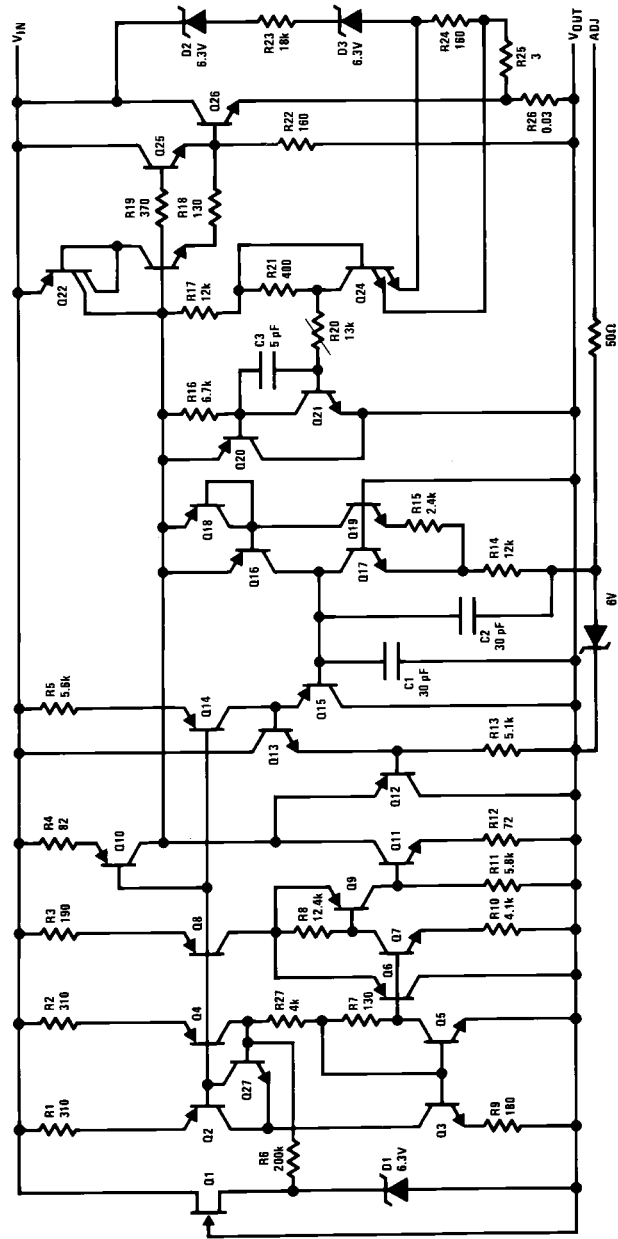 VIN
R1
310
R2
310
R3
190
R4
82
R5
5.6k
Q1
Q2
Q4
Q8
Q10
Q14
Q27
R27
4k
R8
12.4k
Q9
Q13
Q15
Q12
R6
200k
R7
130
Q6
Q7
Q11
Q3
Q5
D1
6.3V
R9
180
R10
4.1k
R11
5.8k
R12
72
R13
5.1k
Q22
R19
370
Q25
Q26
D2
6.3V
R23
18k
D3
6.3V
R24
160
R18
130
R22
160
R25
3
R26
0.03
R17
12k
R21
400
Q24
R16
6.7k
C3
5 pF
R20
13k
Q20
Q21
Q18
Q16
Q19
Q17
R15
2.4k
R14
12k
C1
30 pF
C2
30 pF
6V
50Ω
VOUT
ADJ